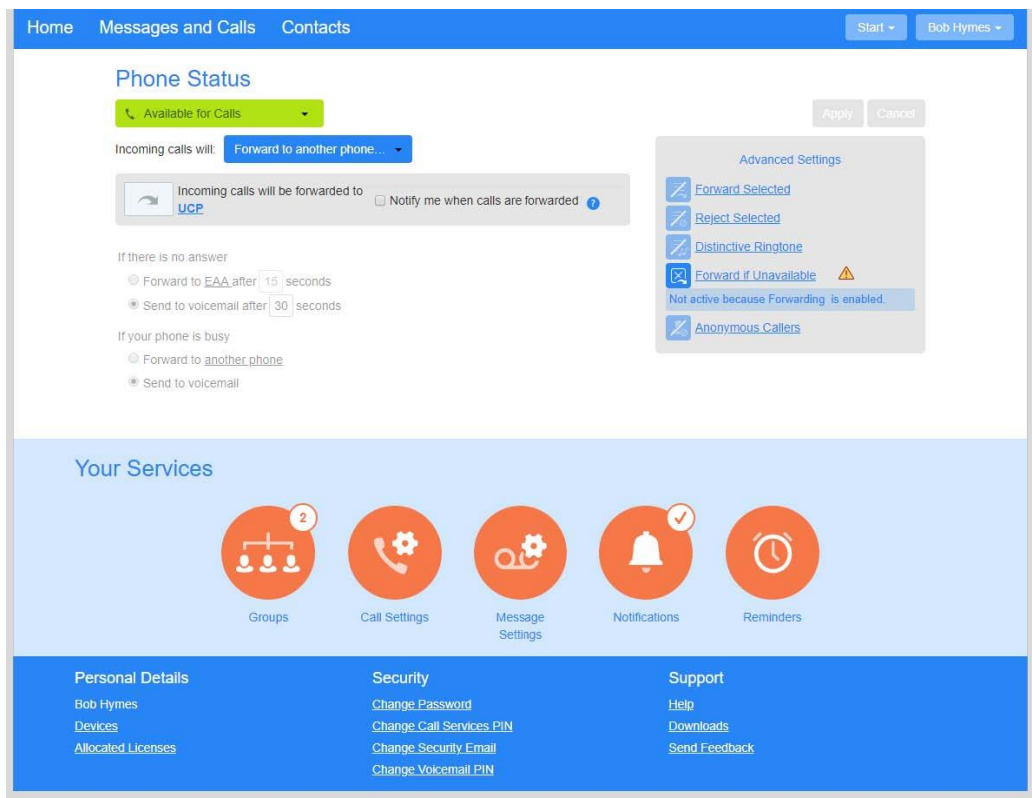 Home Messages and Calls Contacts Start Bob Hymes
Phone Status
Available for Calls
Apply Cancel
Incoming calls will: Forward to another phone...
Incoming calls will be forwarded to
UCP
Notify me when calls are forwarded ?
If there is no answer
Forward to EAA after 15 seconds
Send to voicemail after 30 seconds
If your phone is busy
Forward to another phone
Send to voicemail
Advanced Settings
Forward Selected
Reject Selected
Distinctive Ringtone
Forward if Unavailable
Not active because Forwarding is enabled.
Anonymous Callers
Your Services
2
Groups
Call Settings
Message
Settings
Notifications
Reminders
Personal Details
Bob Hymes
Devices
Allocated Licenses
Security
Change Password
Change Call Services PIN
Change Security Email
Change Voicemail PIN
Support
Help
Downloads
Send Feedback